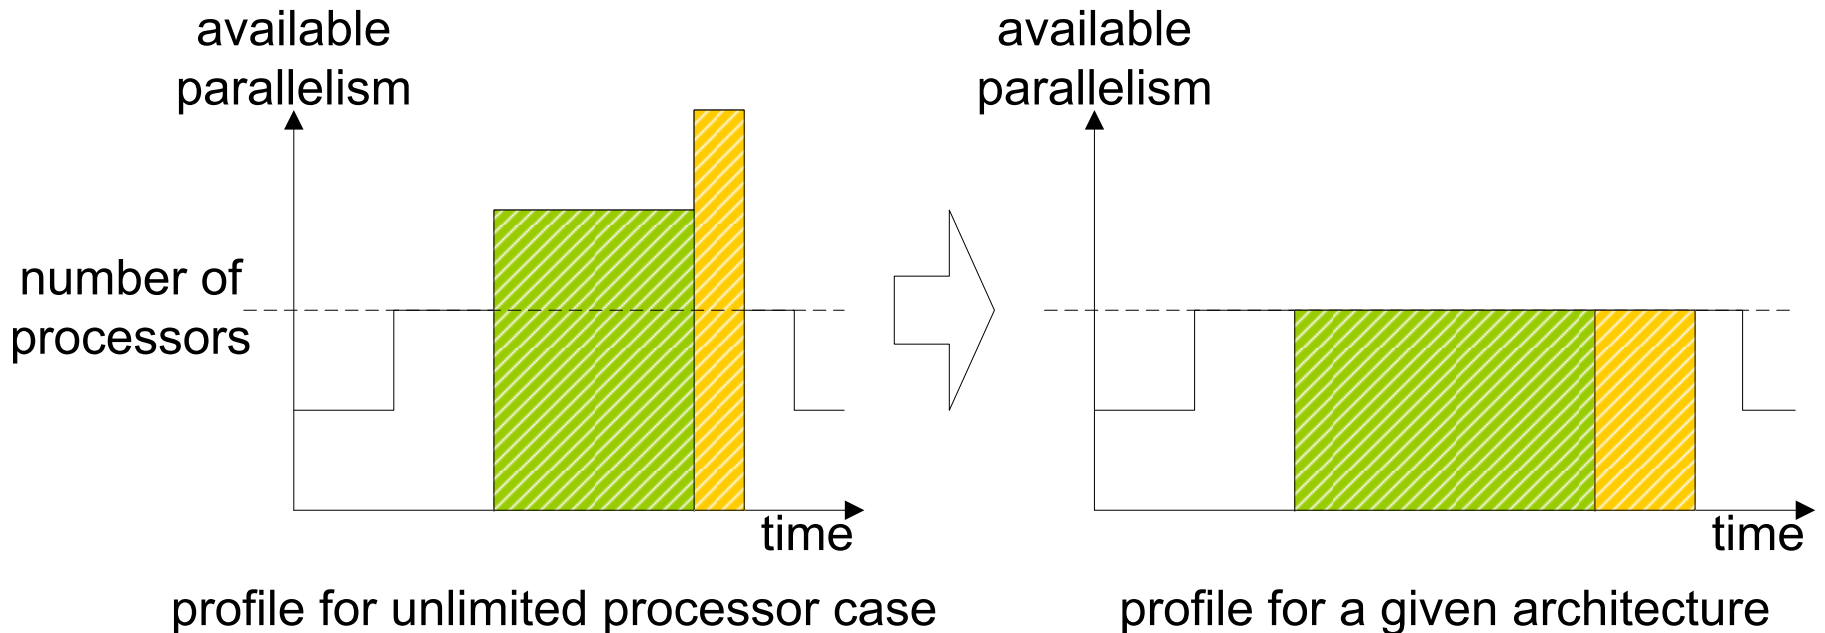 available
parallelism
number of
processors
time
profile for unlimited processor case
available
parallelism
time
profile for a given architecture